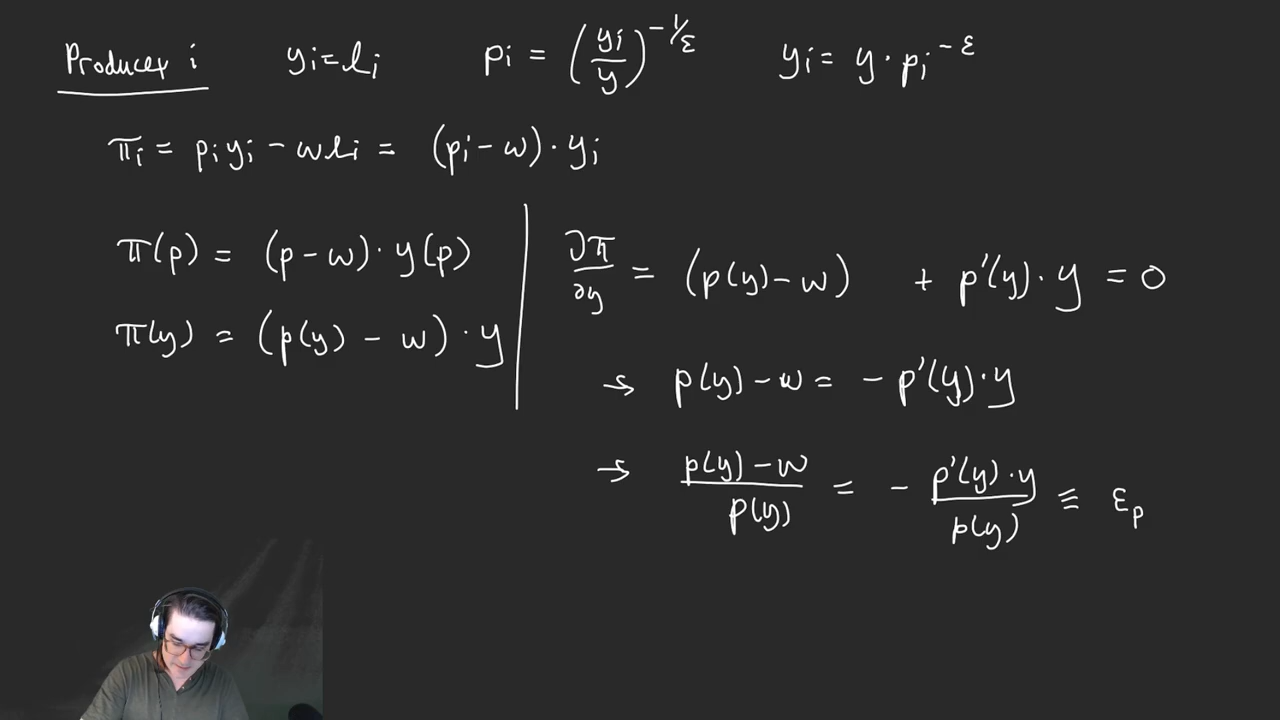 Producer i   yi = li   pi = (yi/y)^{-1/ε}   yi = y · pi^{-ε}
πi = pi yi - w li = (pi - w) · yi
π(p) = (p - w) · y(p)
π(y) = (p(y) - w) · y
∂π/∂y = (p(y) - w) + p'(y) · y = 0
→ p(y) - w = - p'(y) · y
→ (p(y) - w)/p(y) = - (p'(y) · y)/p(y) ≡ εp